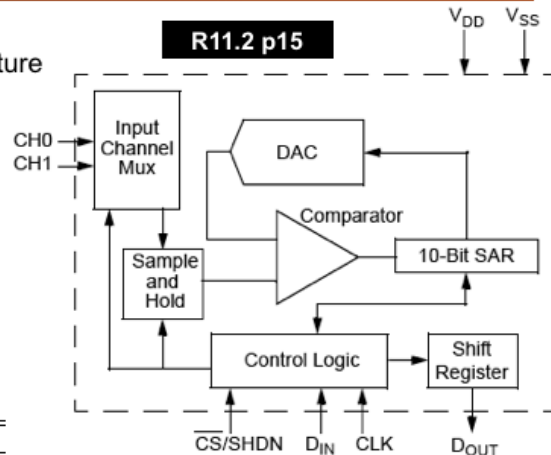 R11.2 p15
ture
VDD VSS
CH0
CH1
Input
Channel
Mux
DAC
Comparator
Sample
and
Hold
10-Bit SAR
Control Logic
Shift
Register
CS/SHDN DIN CLK DOUT